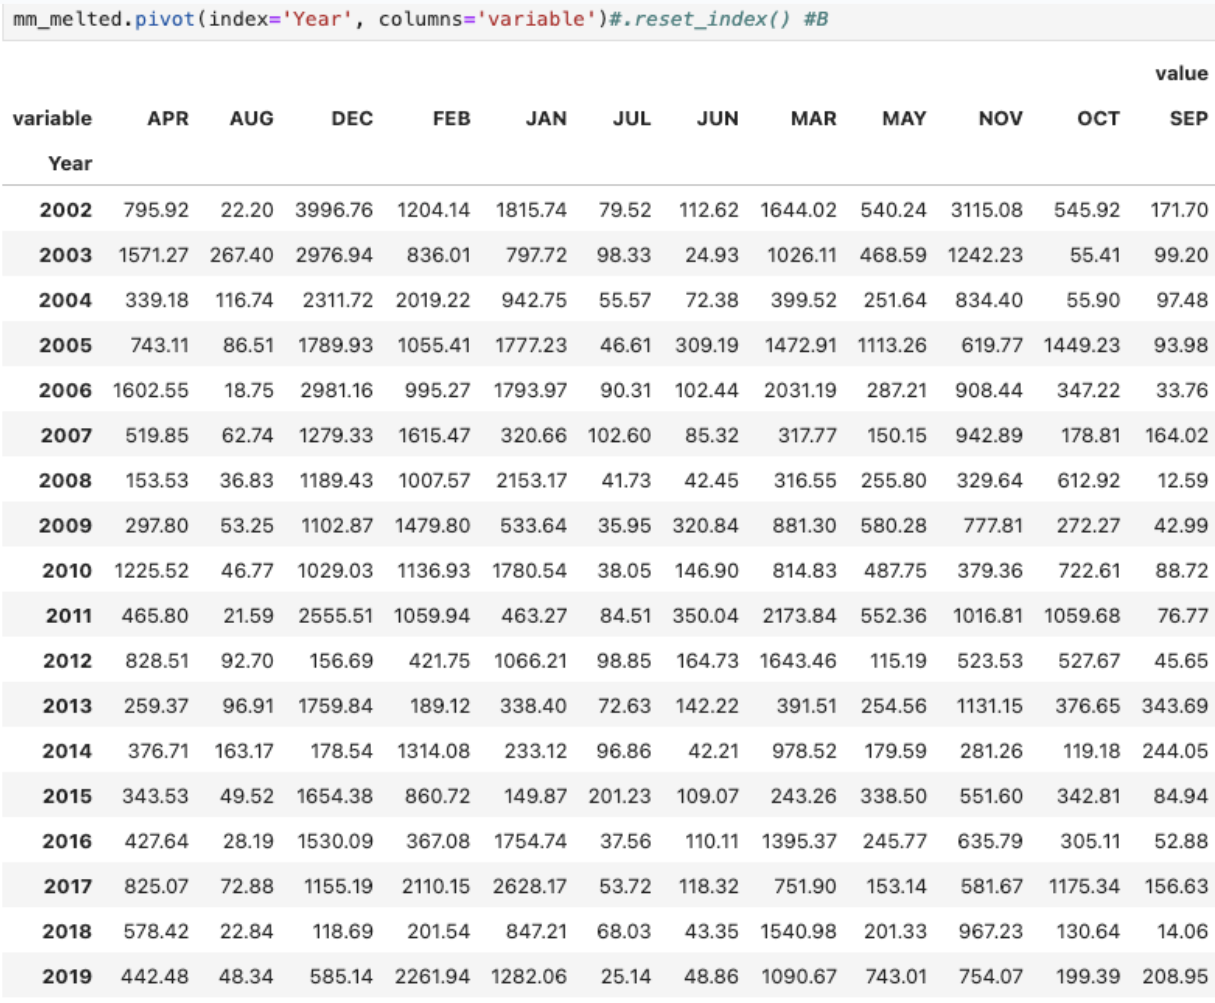 mm_melted.pivot(index='Year', columns='variable')#.reset_index() #B
value
variable APR AUG DEC FEB JAN JUL JUN MAR MAY NOV OCT SEP
Year
2002 795.92 22.20 3996.76 1204.14 1815.74 79.52 112.62 1644.02 540.24 3115.08 545.92 171.70
2003 1571.27 267.40 2976.94 836.01 797.72 98.33 24.93 1026.11 468.59 1242.23 55.41 99.20
2004 339.18 116.74 2311.72 2019.22 942.75 55.57 72.38 399.52 251.64 834.40 55.90 97.48
2005 743.11 86.51 1789.93 1055.41 1777.23 46.61 309.19 1472.91 1113.26 619.77 1449.23 93.98
2006 1602.55 18.75 2981.16 995.27 1793.97 90.31 102.44 2031.19 287.21 908.44 347.22 33.76
2007 519.85 62.74 1279.33 1615.47 320.66 102.60 85.32 317.77 150.15 942.89 178.81 164.02
2008 153.53 36.83 1189.43 1007.57 2153.17 41.73 42.45 316.55 255.80 329.64 612.92 12.59
2009 297.80 53.25 1102.87 1479.80 533.64 35.95 320.84 881.30 580.28 777.81 272.27 42.99
2010 1225.52 46.77 1029.03 1136.93 1780.54 38.05 146.90 814.83 487.75 379.36 722.61 88.72
2011 465.80 21.59 2555.51 1059.94 463.27 84.51 350.04 2173.84 552.36 1016.81 1059.68 76.77
2012 828.51 92.70 156.69 421.75 1066.21 98.85 164.73 1643.46 115.19 523.53 527.67 45.65
2013 259.37 96.91 1759.84 189.12 338.40 72.63 142.22 391.51 254.56 1131.15 376.65 343.69
2014 376.71 163.17 178.54 1314.08 233.12 96.86 42.21 978.52 179.59 281.26 119.18 244.05
2015 343.53 49.52 1654.38 860.72 149.87 201.23 109.07 243.26 338.50 551.60 342.81 84.94
2016 427.64 28.19 1530.09 367.08 1754.74 37.56 110.11 1395.37 245.77 635.79 305.11 52.88
2017 825.07 72.88 1155.19 2110.15 2628.17 53.72 118.32 751.90 153.14 581.67 1175.34 156.63
2018 578.42 22.84 118.69 201.54 847.21 68.03 43.35 1540.98 201.33 967.23 130.64 14.06
2019 442.48 48.34 585.14 2261.94 1282.06 25.14 48.86 1090.67 743.01 754.07 199.39 208.95